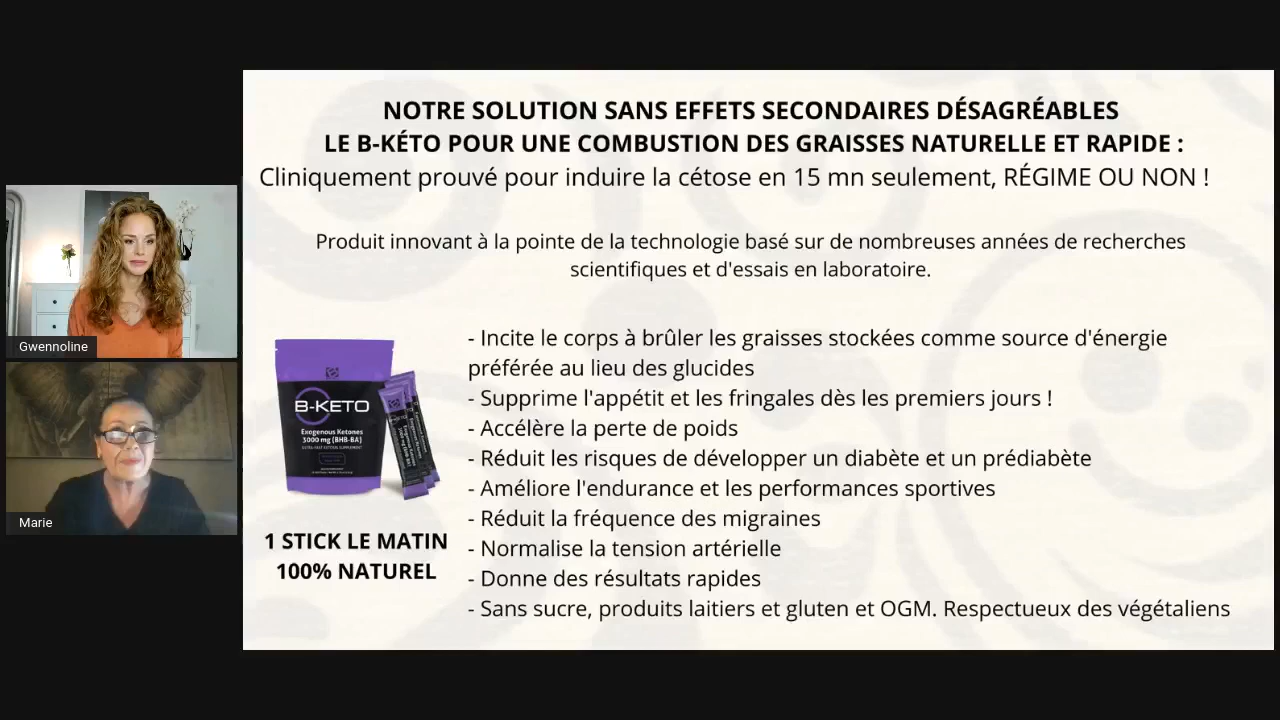 NOTRE SOLUTION SANS EFFETS SECONDAIRES DÉSAGRÉABLES
LE B-KÉTO POUR UNE COMBUSTION DES GRAISSES NATURELLE ET RAPIDE :
Cliniquement prouvé pour induire la cétose en 15 mn seulement, RÉGIME OU NON !
Produit innovant à la pointe de la technologie basé sur de nombreuses années de recherches
scientifiques et d'essais en laboratoire.
- Incite le corps à brûler les graisses stockées comme source d'énergie
préférée au lieu des glucides
- Supprime l'appétit et les fringales dès les premiers jours !
- Accélère la perte de poids
- Réduit les risques de développer un diabète et un prédiabète
- Améliore l'endurance et les performances sportives
- Réduit la fréquence des migraines
- Normalise la tension artérielle
- Donne des résultats rapides
- Sans sucre, produits laitiers et gluten et OGM. Respectueux des végétaliens
B-KETO
Exogenous Ketones
3000 mg (BHB-BA)
1 STICK LE MATIN
100% NATUREL
Gwennoline
Marie